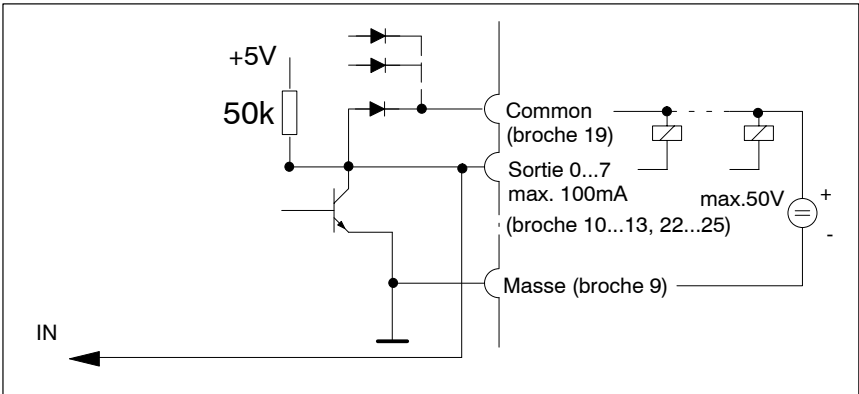 +5V
50k
Common
(broche 19)
Sortie 0...7
max. 100mA
max.50V
+
-
(broche 10...13, 22...25)
Masse (broche 9)
IN